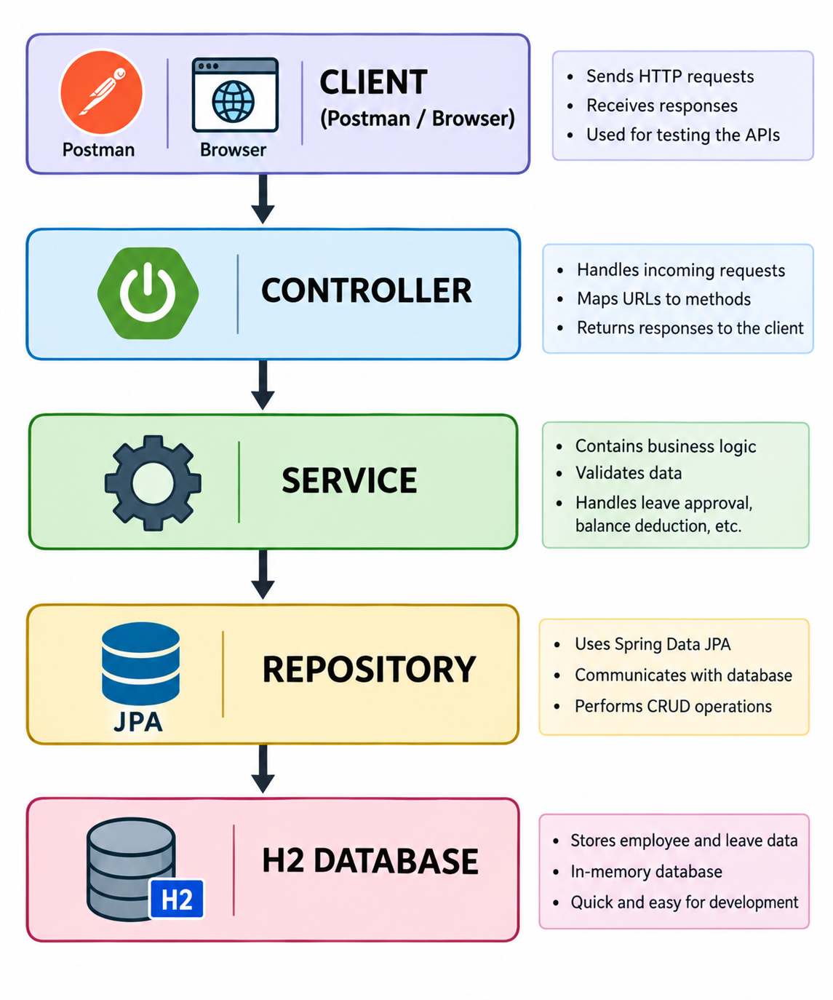 Postman
Browser
CLIENT
(Postman / Browser)
• Sends HTTP requests
• Receives responses
• Used for testing the APIs
CONTROLLER
• Handles incoming requests
• Maps URLs to methods
• Returns responses to the client
SERVICE
• Contains business logic
• Validates data
• Handles leave approval,
balance deduction, etc.
JPA
REPOSITORY
• Uses Spring Data JPA
• Communicates with database
• Performs CRUD operations
H2
H2 DATABASE
• Stores employee and leave data
• In-memory database
• Quick and easy for development